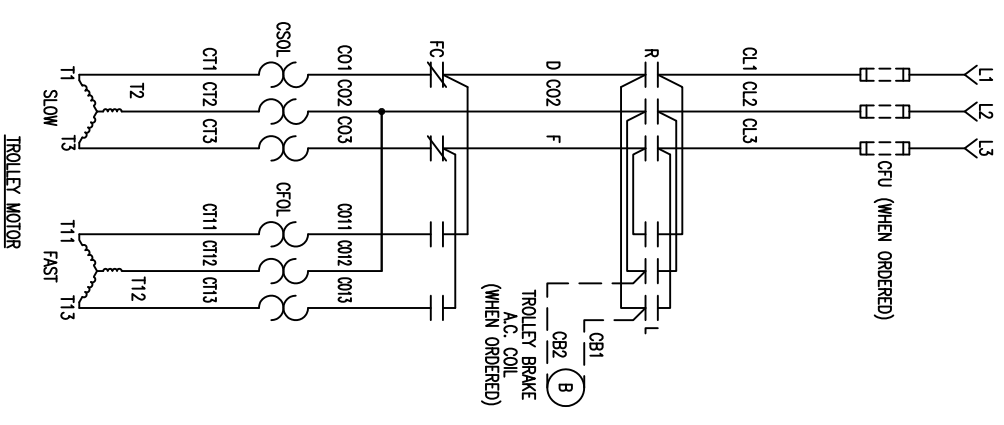 L1
L2
L3
CFU (WHEN ORDERED)
CL1
CL2
CL3
R
L
CB1
CB2
B
TROLLEY BRAKE
A.C. COIL
(WHEN ORDERED)
D
CO2
F
FC
CO1
CO2
CO3
CO11
CO12
CO13
CSOL
CFOL
CT1
CT2
CT3
CT11
CT12
CT13
T1
T2
T3
SLOW
T11
T12
T13
FAST
TROLLEY MOTOR